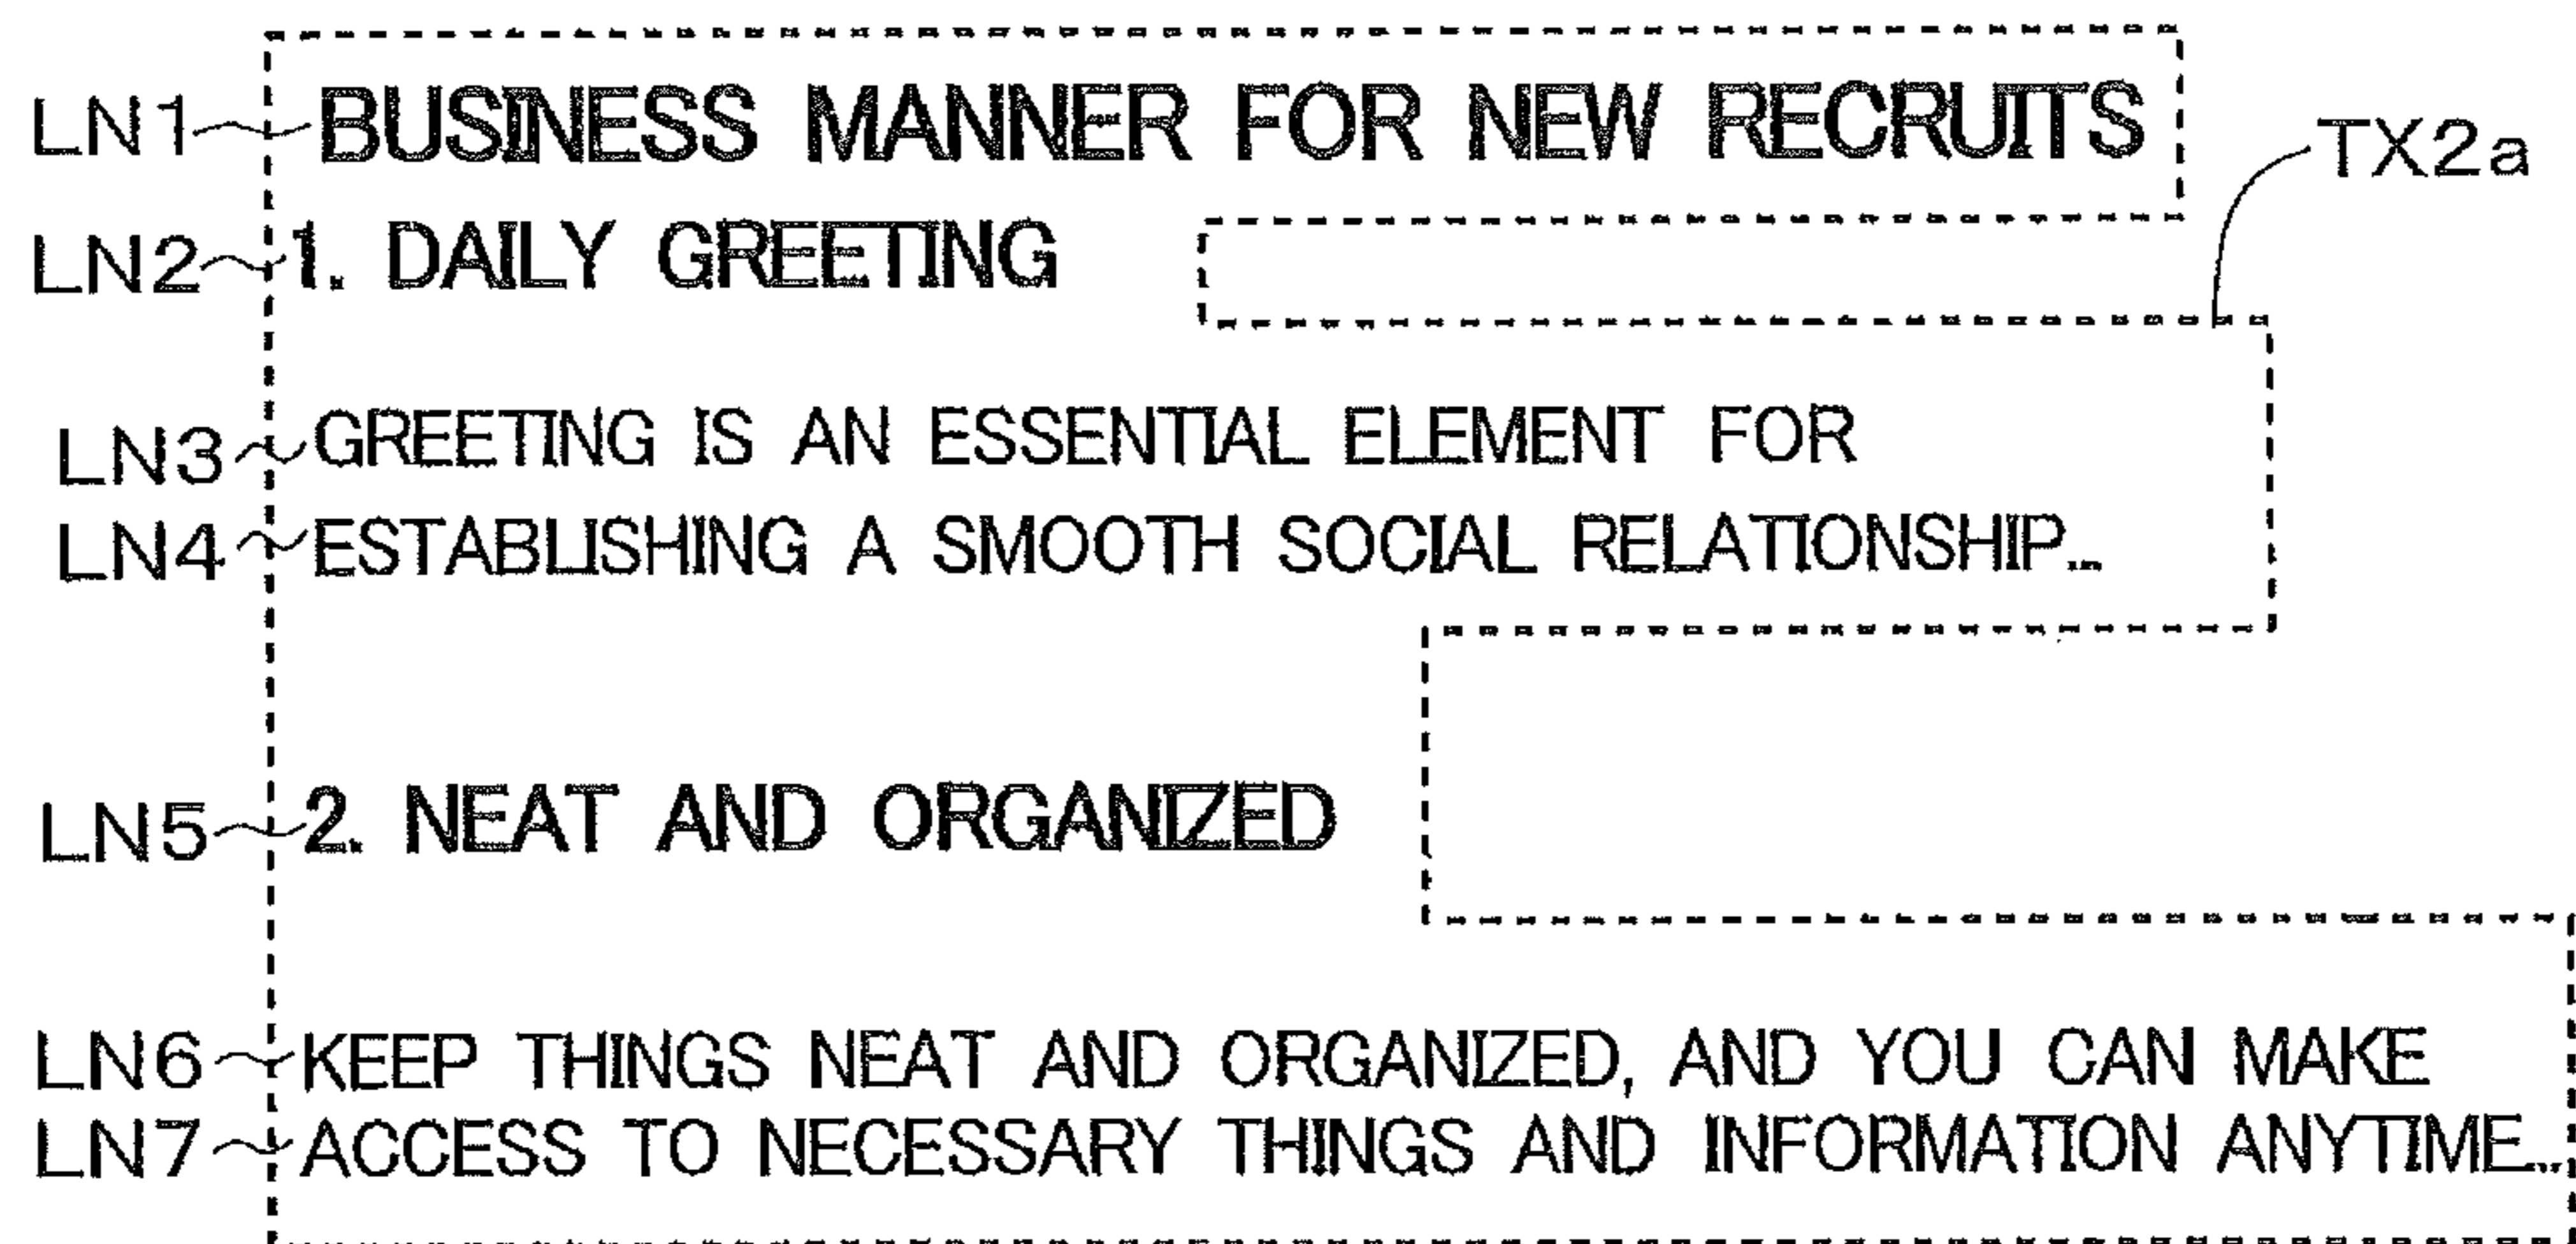 LN1 BUSINESS MANNER FOR NEW RECRUITS
TX2a
LN2 1. DAILY GREETING
LN3 GREETING IS AN ESSENTIAL ELEMENT FOR
LN4 ESTABLISHING A SMOOTH SOCIAL RELATIONSHIP...
LN5 2. NEAT AND ORGANIZED
LN6 KEEP THINGS NEAT AND ORGANIZED, AND YOU CAN MAKE
LN7 ACCESS TO NECESSARY THINGS AND INFORMATION ANYTIME...